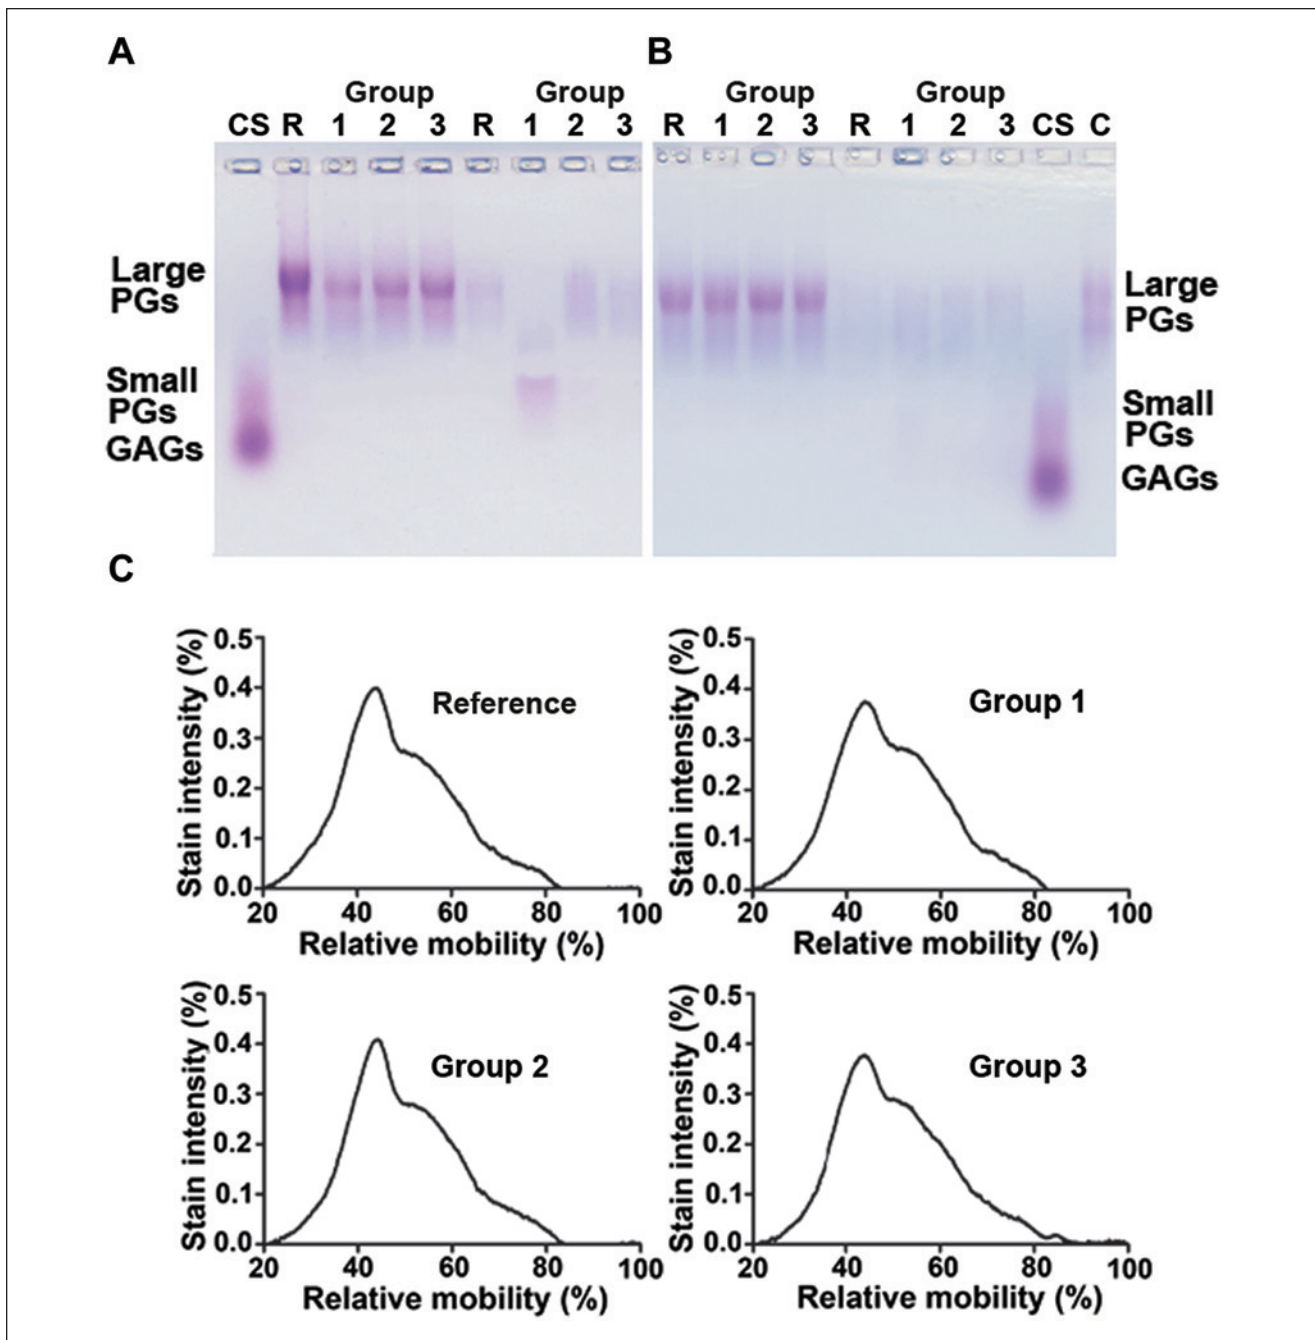 A
B
Group
Group
Group
Group
CS R 1 2 3 R 1 2 3
R 1 2 3 R 1 2 3 CS C
Large
PGs
Small
PGs
GAGs
Large
PGs
Small
PGs
GAGs
C
Stain intensity (%)
0.5
0.4
0.3
0.2
0.1
0.0
Reference
20 40 60 80 100
Relative mobility (%)
Stain intensity (%)
0.5
0.4
0.3
0.2
0.1
0.0
Group 1
20 40 60 80 100
Relative mobility (%)
Stain intensity (%)
0.5
0.4
0.3
0.2
0.1
0.0
Group 2
20 40 60 80 100
Relative mobility (%)
Stain intensity (%)
0.5
0.4
0.3
0.2
0.1
0.0
Group 3
20 40 60 80 100
Relative mobility (%)